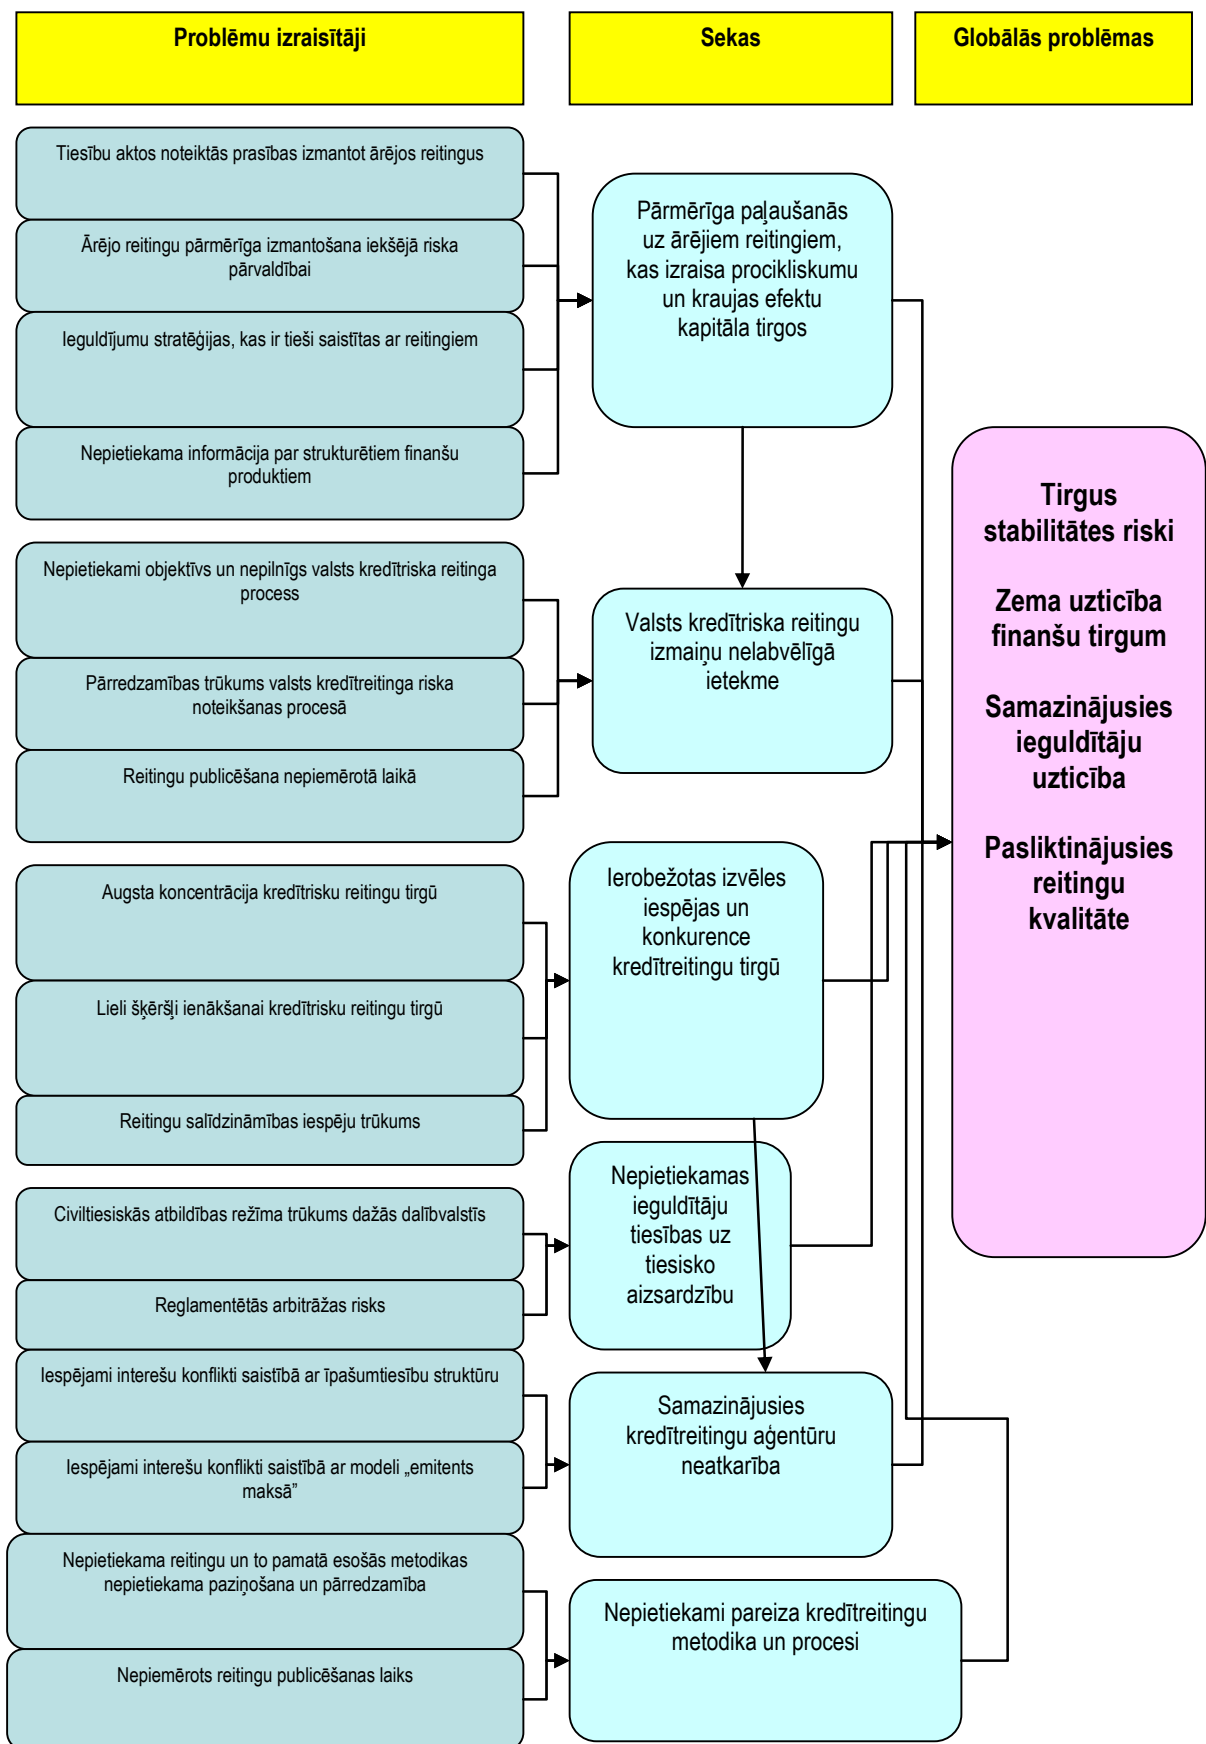 Problēmu izraisītāji
Sekas
Globālās problēmas
Tiesību aktos noteiktās prasības izmantot ārējos reitingus
Ārējo reitingu pārmērīga izmantošana iekšējā riska
pārvaldībai
Ieguldījumu stratēģijas, kas ir tieši saistītas ar reitingiem
Nepietiekama informācija par strukturētiem finanšu
produktiem
Pārmērīga paļaušanās
uz ārējiem reitingiem,
kas izraisa procikliskumu
un kraujas efektu
kapitāla tirgos
Nepietiekami objektīvs un nepilnīgs valsts kredītriska reitinga
process
Pārredzamības trūkums valsts kredītreitinga riska
noteikšanas procesā
Reitingu publicēšana nepiemērotā laikā
Valsts kredītriska reitingu
izmaiņu nelabvēlīgā
ietekme
Augsta koncentrācija kredītrisku reitingu tirgū
Lieli šķēršļi ienākšanai kredītrisku reitingu tirgū
Reitingu salīdzināmības iespēju trūkums
Ierobežotas izvēles
iespējas un
konkurence
kredītreitingu tirgū
Civiltiesiskās atbildības režīma trūkums dažās dalībvalstīs
Reglamentētās arbitrāžas risks
Nepietiekamas
ieguldītāju
tiesības uz
tiesisko
aizsardzību
Iespējami interešu konflikti saistībā ar īpašumtiesību struktūru
Iespējami interešu konflikti saistībā ar modeli „emitents
maksā”
Samazinājusies
kredītreitingu aģentūru
neatkarība
Nepietiekama reitingu un to pamatā esošās metodikas
nepietiekama paziņošana un pārredzamība
Nepiemērots reitingu publicēšanas laiks
Nepietiekami pareiza kredītreitingu
metodika un procesi
Tirgus
stabilitātes riski
Zema uzticība
finanšu tirgum
Samazinājusies
ieguldītāju
uzticība
Pasliktinājusies
reitingu
kvalitāte